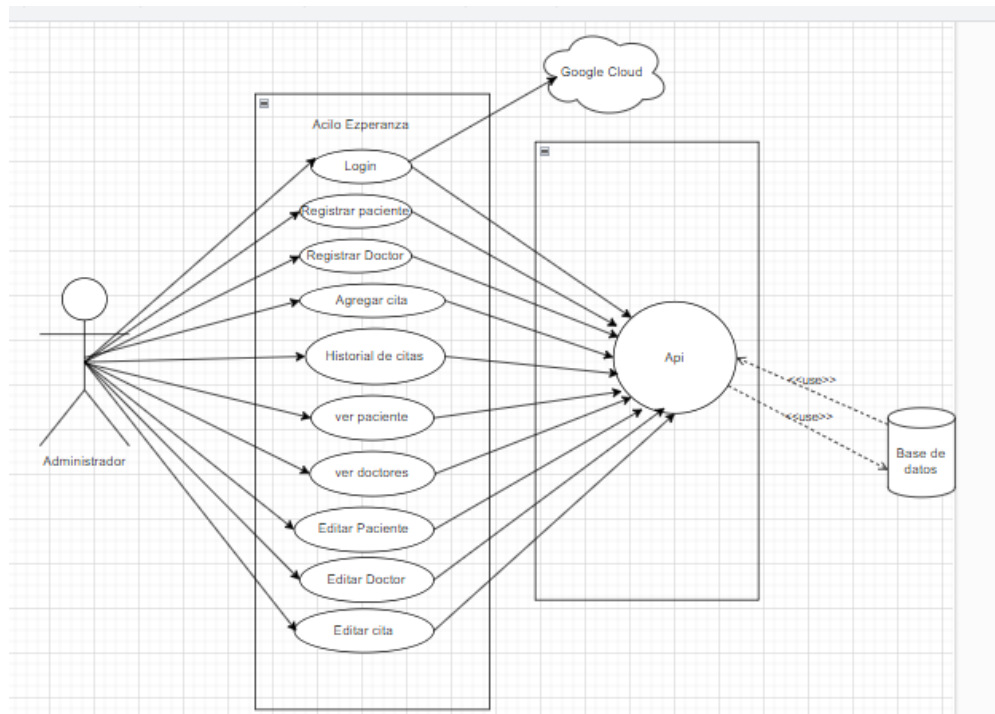 Google Cloud
Acilo Ezperanza
Login
Registrar paciente
Registrar Doctor
Agregar cita
Historial de citas
Api
<<use>>
ver paciente
<<use>>
Administrador
Base de
datos
ver doctores
Editar Paciente
Editar Doctor
Editar cita